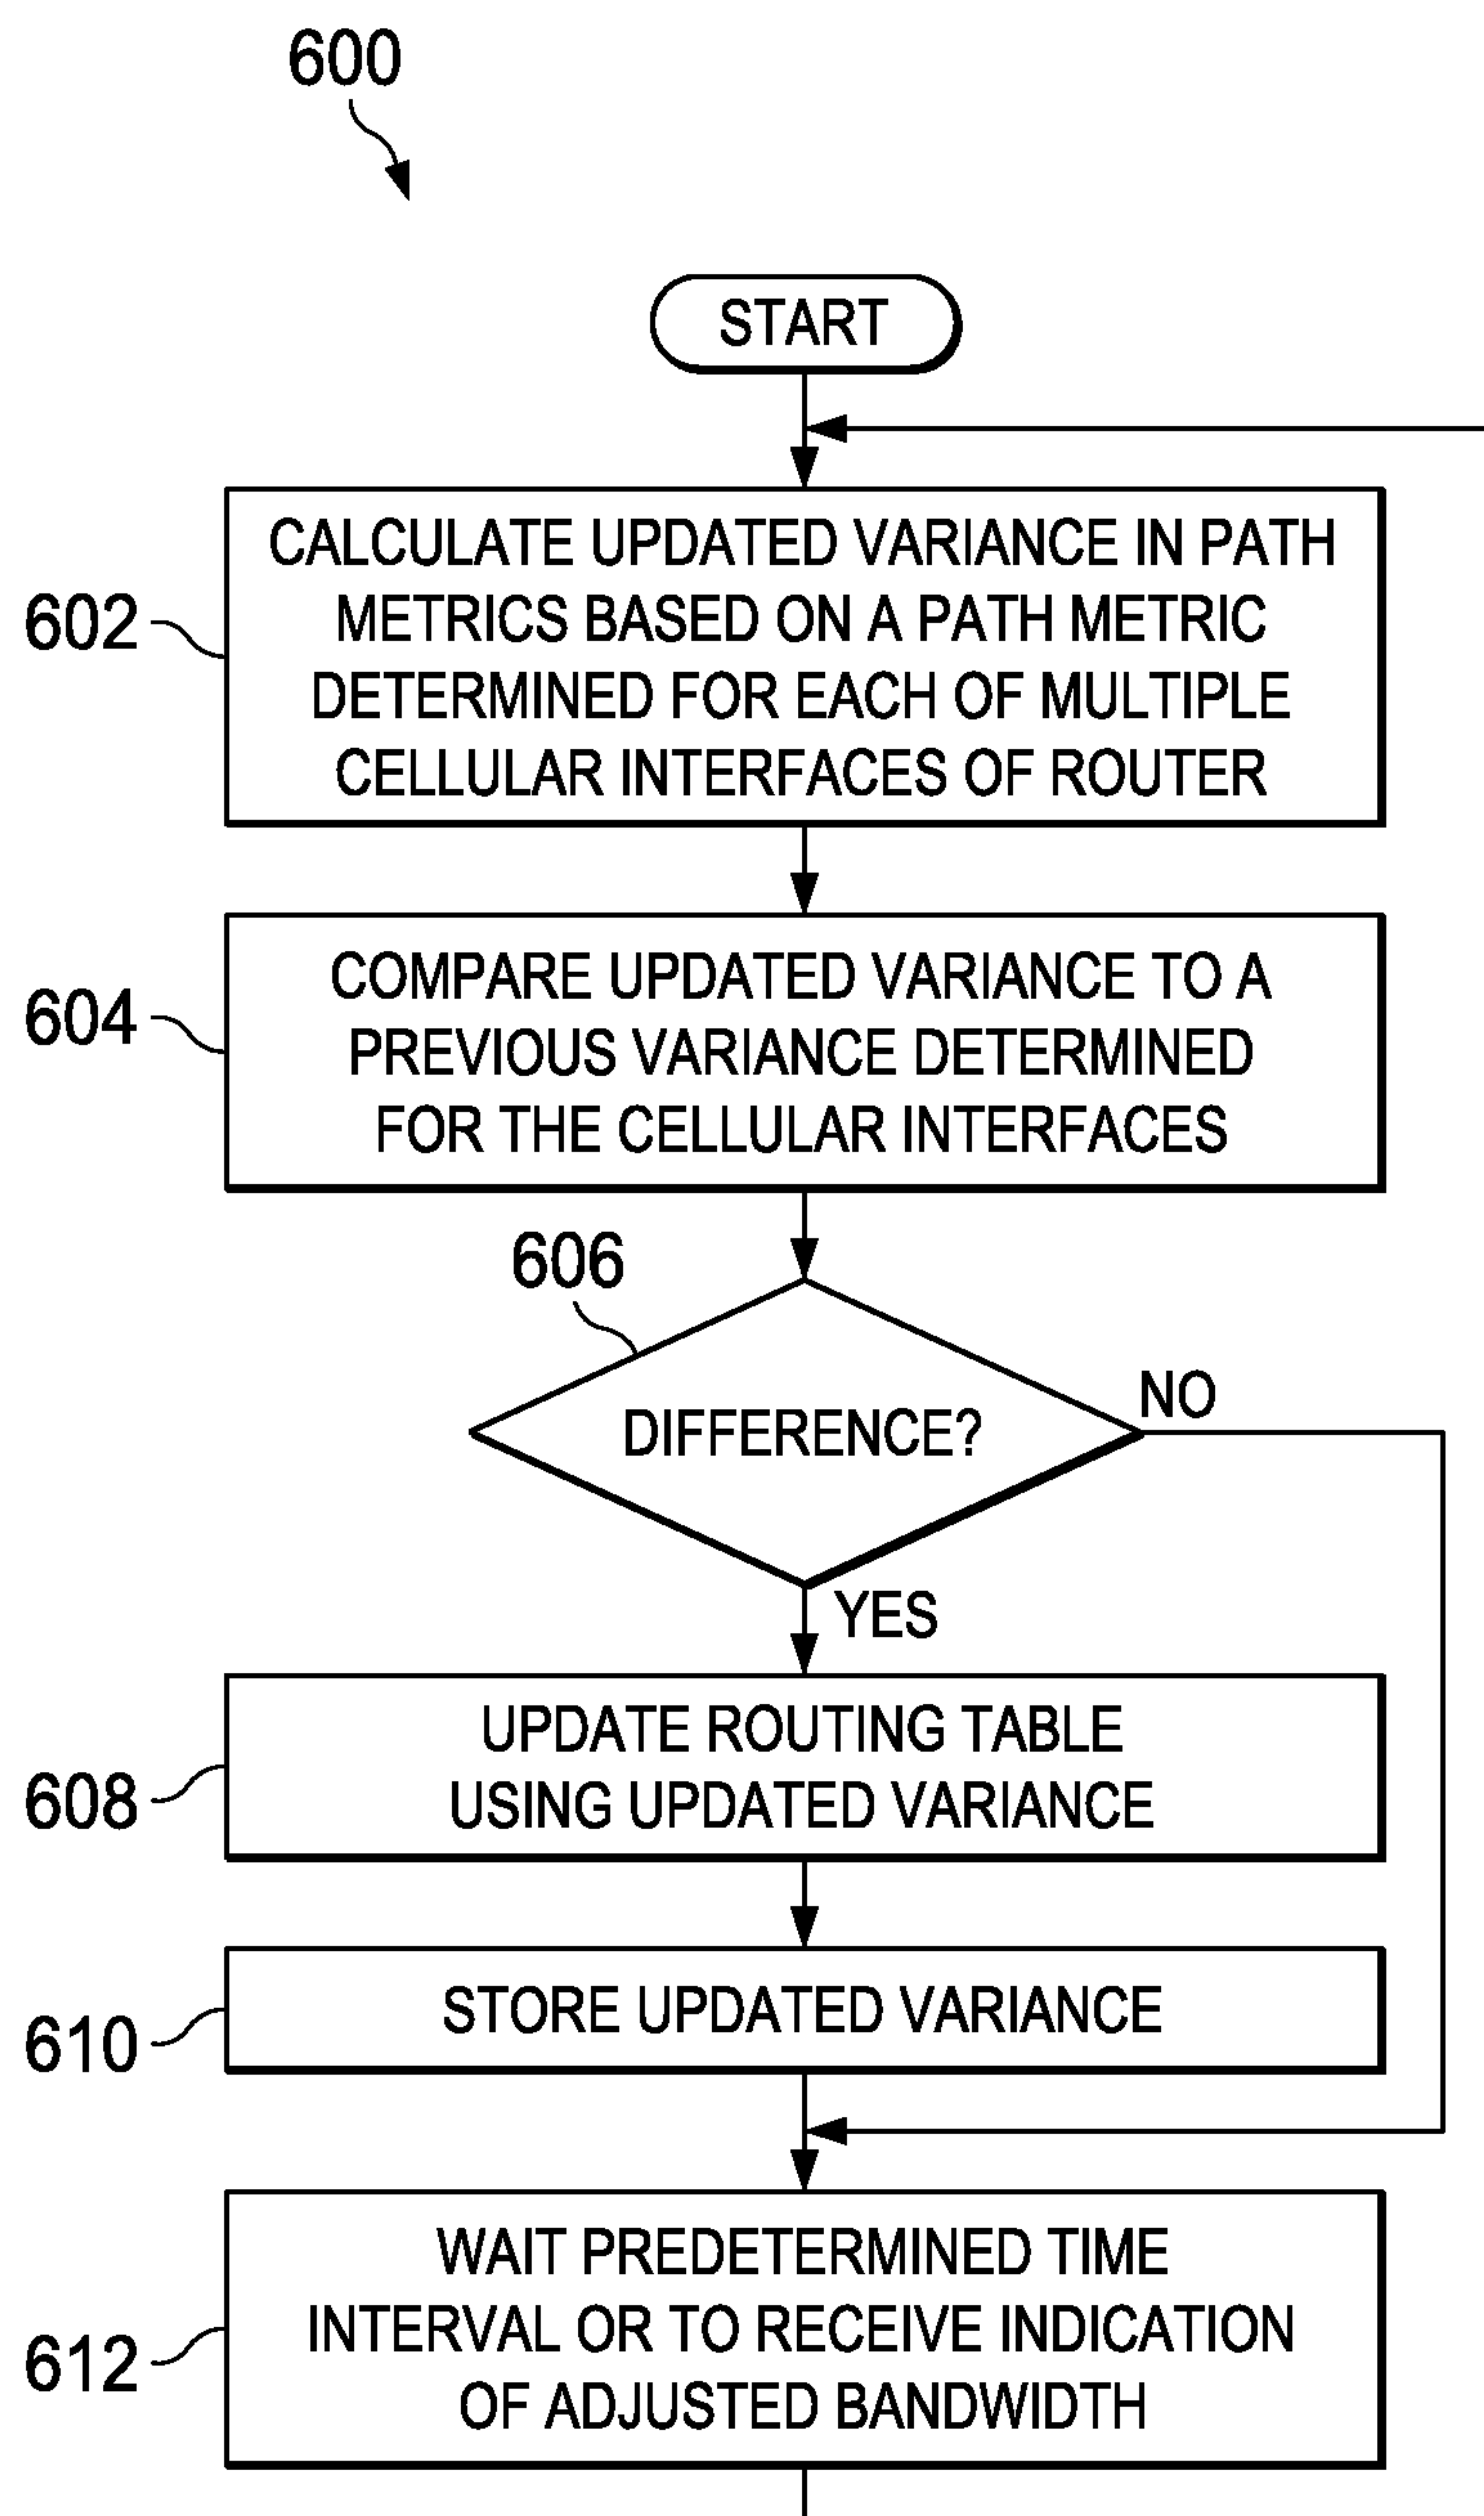 600
START
602
CALCULATE UPDATED VARIANCE IN PATH
METRICS BASED ON A PATH METRIC
DETERMINED FOR EACH OF MULTIPLE
CELLULAR INTERFACES OF ROUTER
604
COMPARE UPDATED VARIANCE TO A
PREVIOUS VARIANCE DETERMINED
FOR THE CELLULAR INTERFACES
606
DIFFERENCE?
NO
YES
608
UPDATE ROUTING TABLE
USING UPDATED VARIANCE
610
STORE UPDATED VARIANCE
612
WAIT PREDETERMINED TIME
INTERVAL OR TO RECEIVE INDICATION
OF ADJUSTED BANDWIDTH